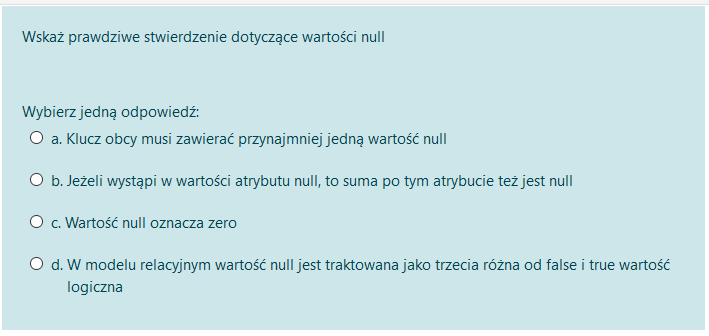 Wskaż prawdziwe stwierdzenie dotyczące wartości null
Wybierz jedną odpowiedź:
a. Klucz obcy musi zawierać przynajmniej jedną wartość null
b. Jeżeli wystąpi w wartości atrybutu null, to suma po tym atrybucie też jest null
c. Wartość null oznacza zero
d. W modelu relacyjnym wartość null jest traktowana jako trzecia różna od false i true wartość
logiczna